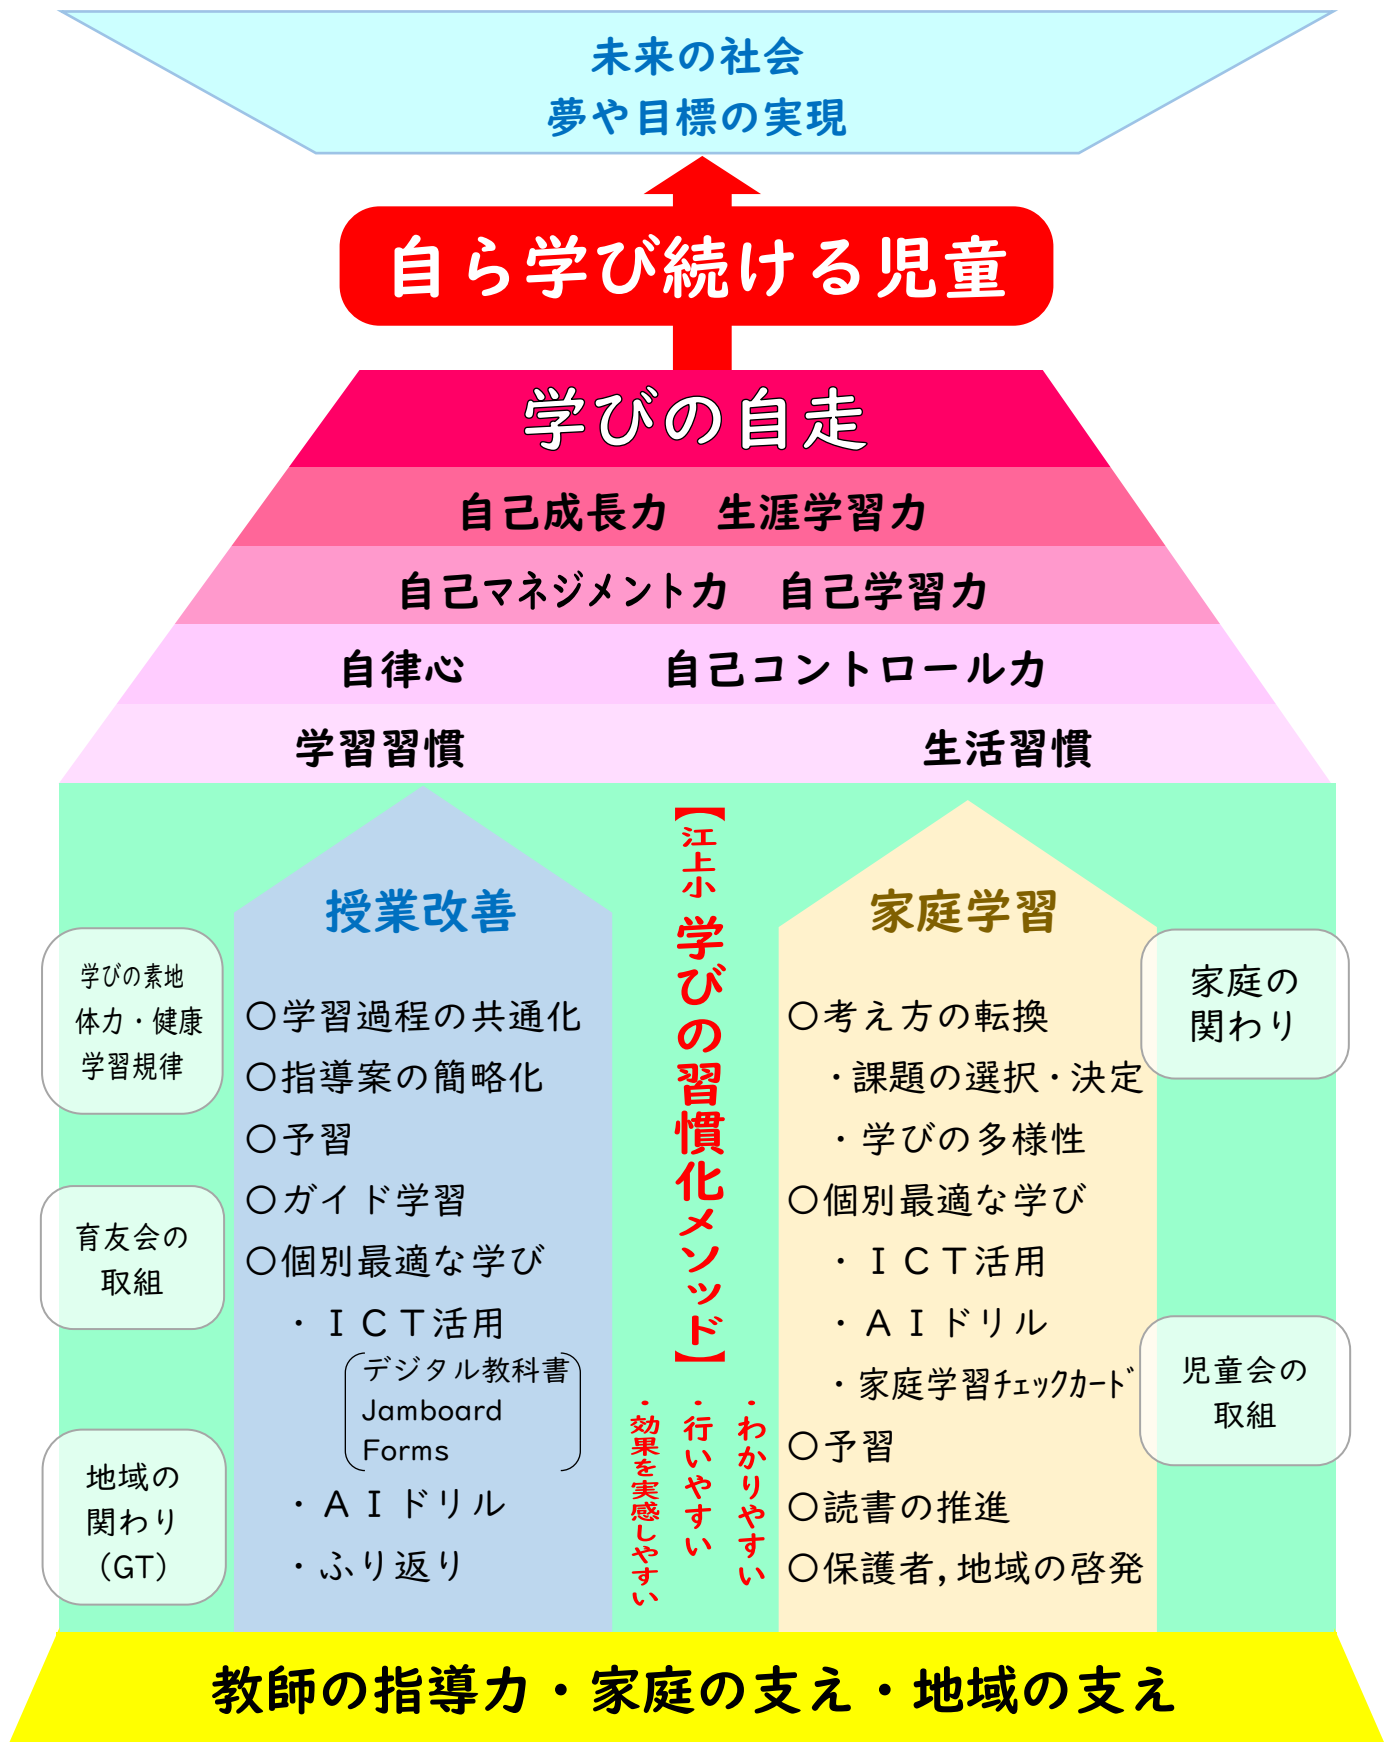 未来の社会
夢や目標の実現
自ら学び続ける児童
学びの自走
自己成長力　生涯学習力
自己マネジメント力　自己学習力
自律心　自己コントロール力
学習習慣　生活習慣
授業改善
〇学習過程の共通化
〇指導案の簡略化
〇予習
〇ガイド学習
〇個別最適な学び
・ＩＣＴ活用
デジタル教科書
Jamboard
Forms
・ＡＩドリル
・ふり返り
【江上小 学びの習慣化メソッド】
・わかりやすい
・行いやすい
・効果を実感しやすい
家庭学習
〇考え方の転換
・課題の選択・決定
・学びの多様性
〇個別最適な学び
・ＩＣＴ活用
・ＡＩドリル
・家庭学習ﾁｪｯｸｶｰﾄﾞ
〇予習
〇読書の推進
〇保護者，地域の啓発
学びの素地
体力・健康
学習規律
育友会の
取組
地域の
関わり
（GT）
家庭の
関わり
児童会の
取組
教師の指導力・家庭の支え・地域の支え